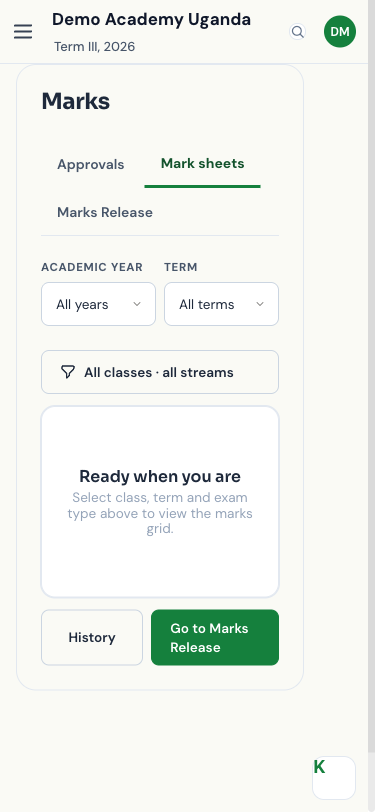 Demo Academy Uganda
Term III, 2026
DM
Marks
Approvals
Mark sheets
Marks Release
ACADEMIC YEAR
TERM
All years
All terms
All classes · all streams
Ready when you are
Select class, term and exam
type above to view the marks
grid.
History
Go to Marks
Release
K